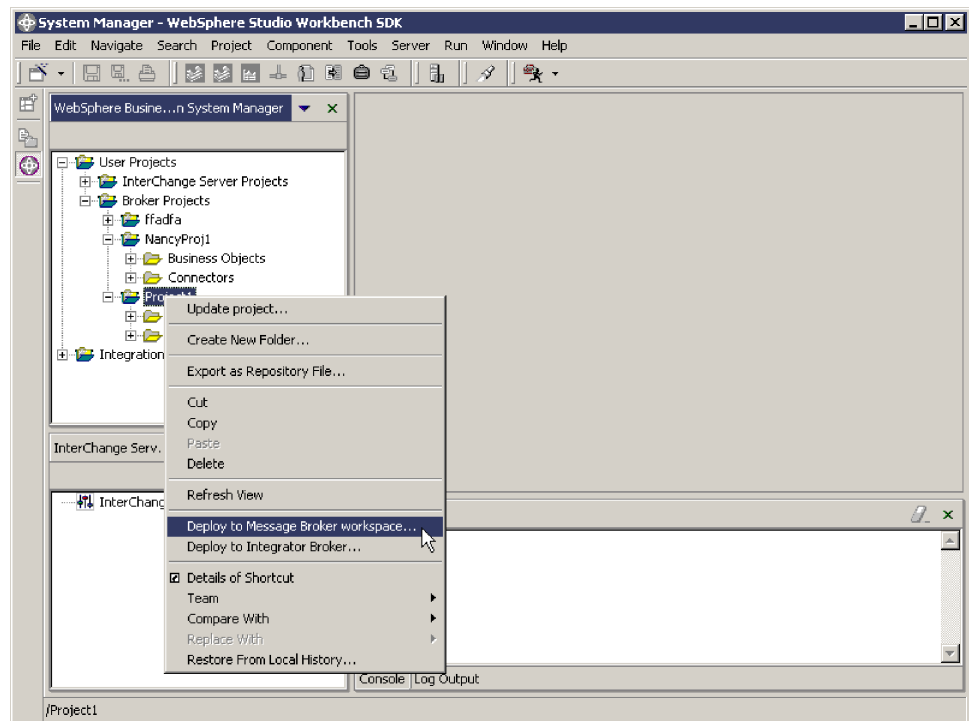 System Manager - WebSphere Studio Workbench SDK
File Edit Navigate Search Project Component Tools Server Run Window Help
WebSphere Busine...n System Manager
User Projects
InterChange Server Projects
Broker Projects
ffadfa
NancyProj1
Business Objects
Connectors
Project1
Integration
Update project...
Create New Folder...
Export as Repository File...
Cut
Copy
Paste
Delete
Refresh View
Deploy to Message Broker workspace...
Deploy to Integrator Broker...
Details of Shortcut
Team
Compare With
Replace With
Restore From Local History...
InterChange Serv.
InterChang
Console Log Output
/Project1